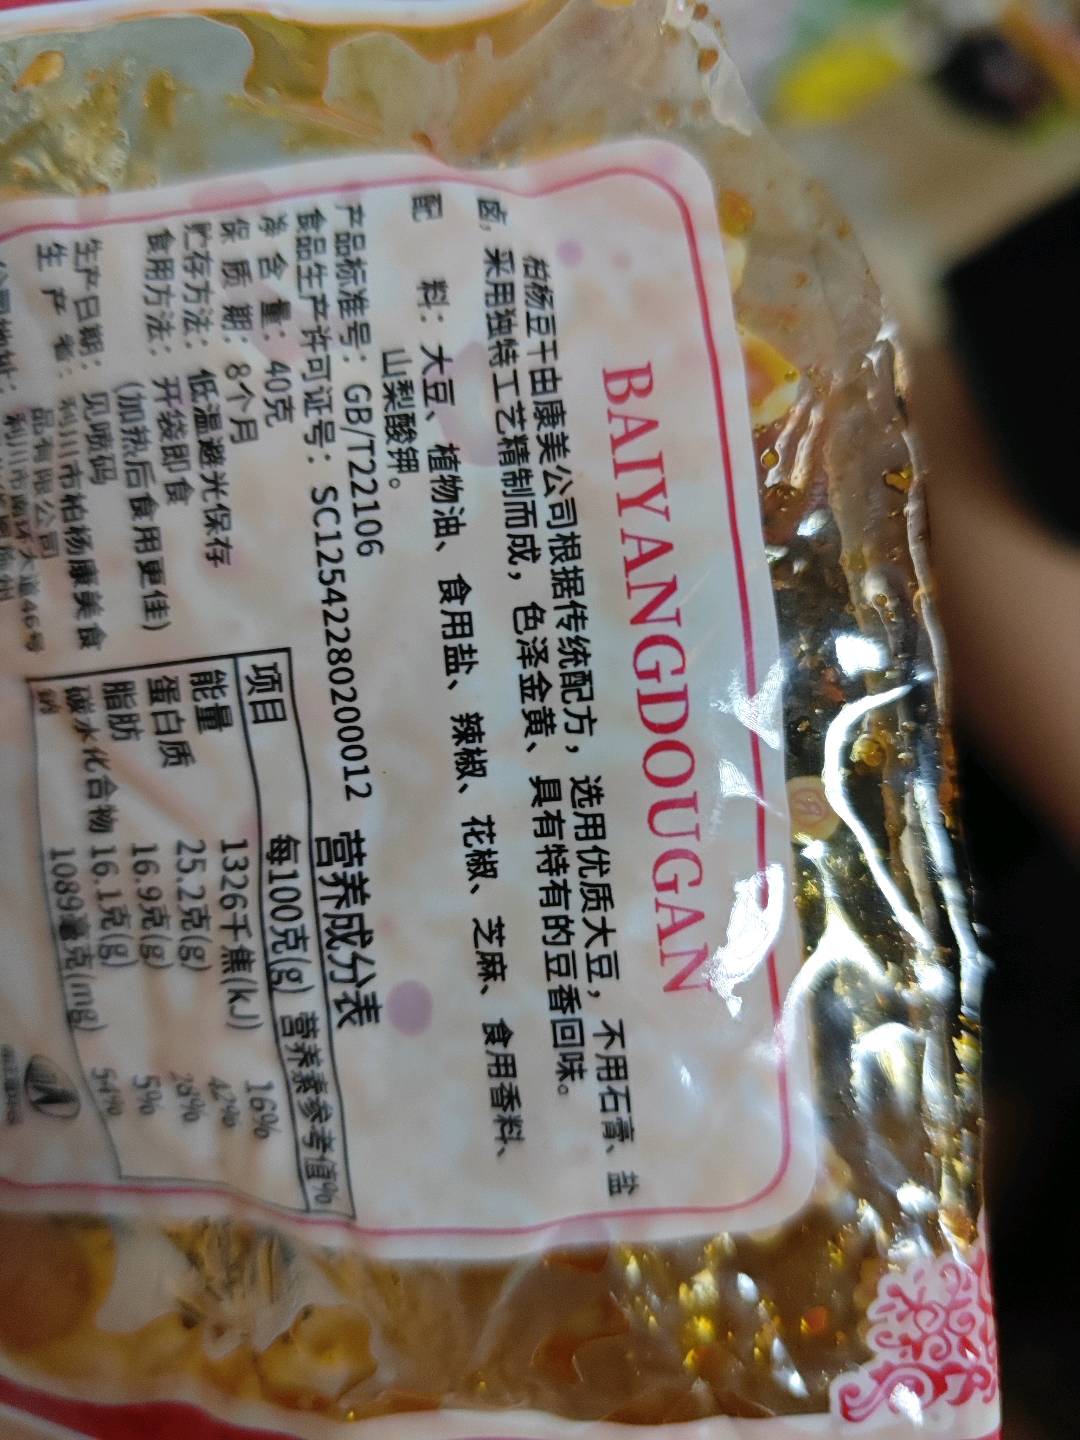 BAIYANGDOUGAN
柏杨豆干由康美公司根据传统配方，选用优质大豆，不用石膏、盐
卤，采用独特工艺精制而成，色泽金黄、具有特有的豆香回味。
配 料：大豆、植物油、食用盐、辣椒、花椒、芝麻、食用香料、
山梨酸钾。
产品标准号：GB/T22106
食品生产许可证号：SC12542280200012
净含量：40克
保质期：8个月
贮存方法：低温避光保存
食用方法：开袋即食
(加热后食用更佳)
生产日期：见喷码
生产者：利川市柏杨康美食
品有限公司
利川市南环大道46号
营养成分表
项目 每100克(g) 营养素参考值%
能量 1326千焦(KJ) 16%
蛋白质 25.2克(g) 42%
脂肪 16.9克(g) 28%
碳水化合物 16.1克(g) 5%
钠 1089毫克(mg) 54%